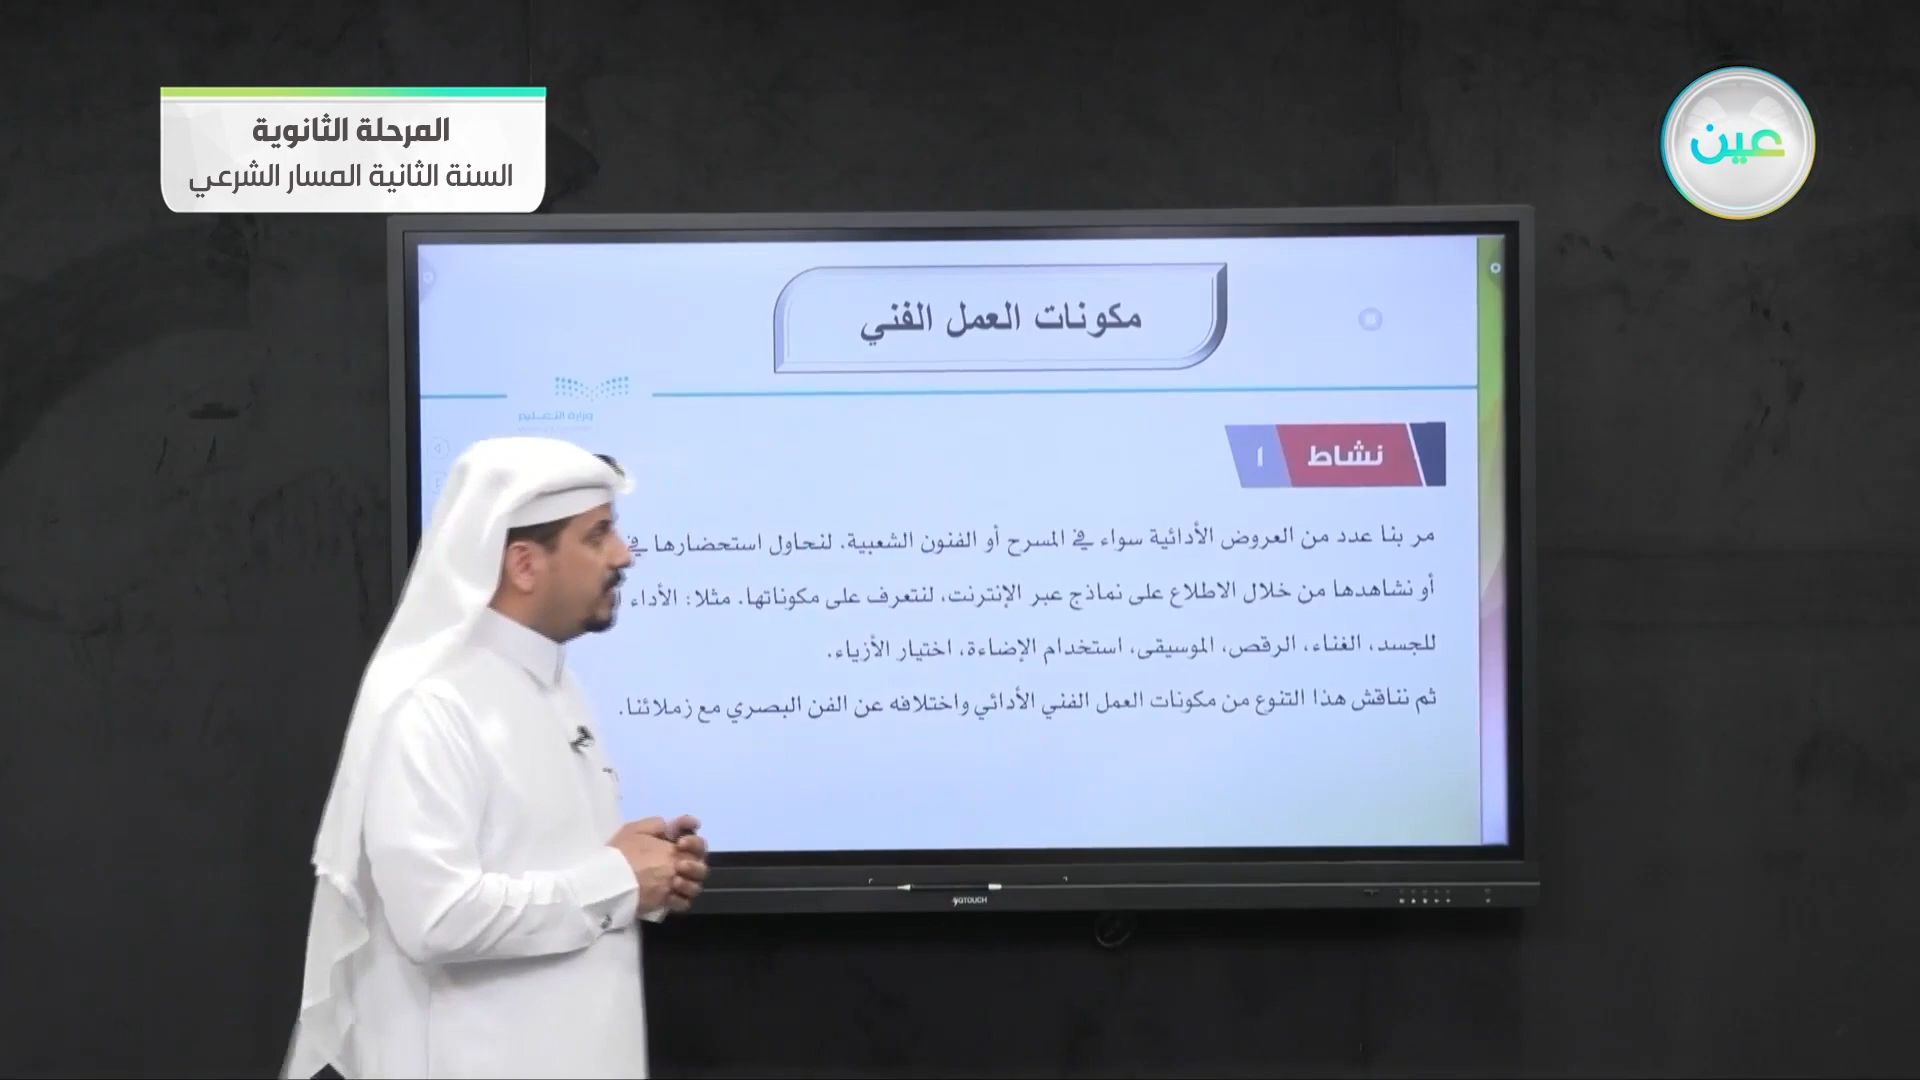 المرحلة الثانوية
السنة الثانية المسار الشرعي
عين
مكونات العمل الفني
وزارة التعليم
نشاط ١
مر بنا عدد من العروض الأدائية سواء في المسرح أو الفنون الشعبية. لنحاول استحضارها في
أو نشاهدها من خلال الاطلاع على نماذج عبر الإنترنت، لنتعرف على مكوناتها. مثلا: الأداء
للجسد، الغناء، الرقص، الموسيقى، استخدام الإضاءة، اختيار الأزياء.
ثم نناقش هذا التنوع من مكونات العمل الفني الأدائي واختلافه عن الفن البصري مع زملائنا.